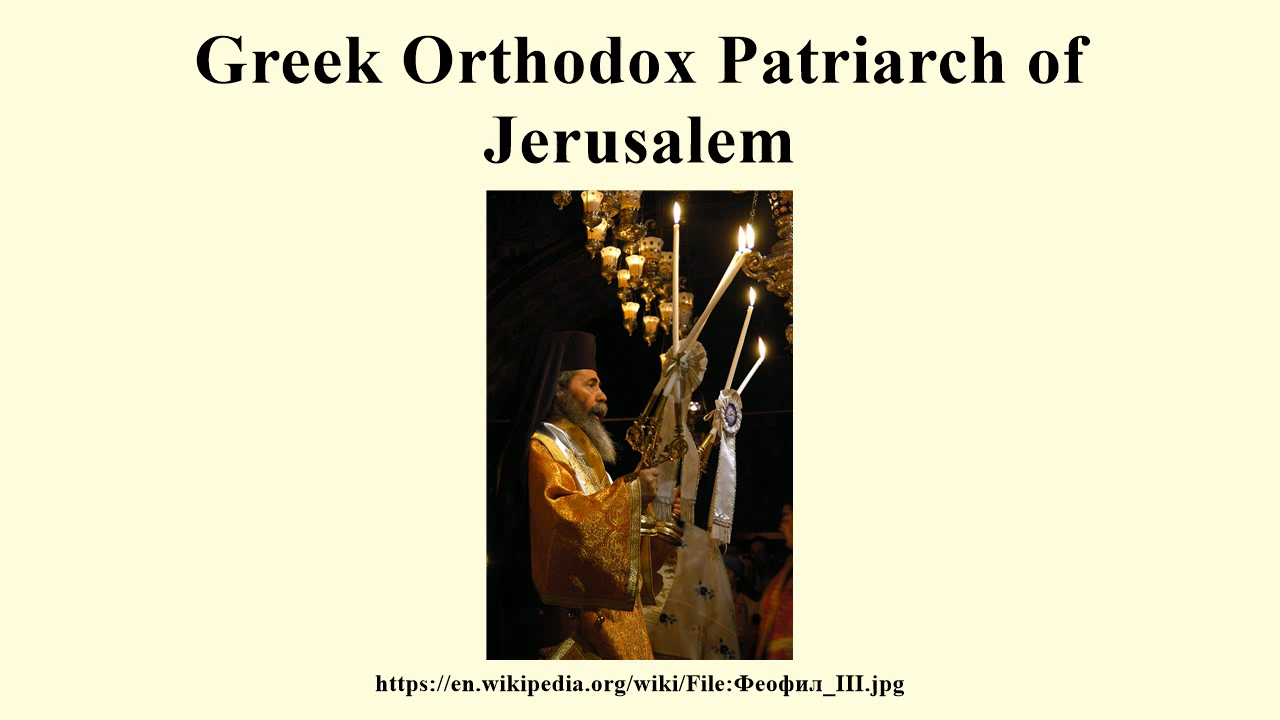 Greek Orthodox Patriarch of
Jerusalem
https://en.wikipedia.org/wiki/File:Феофил_III.jpg